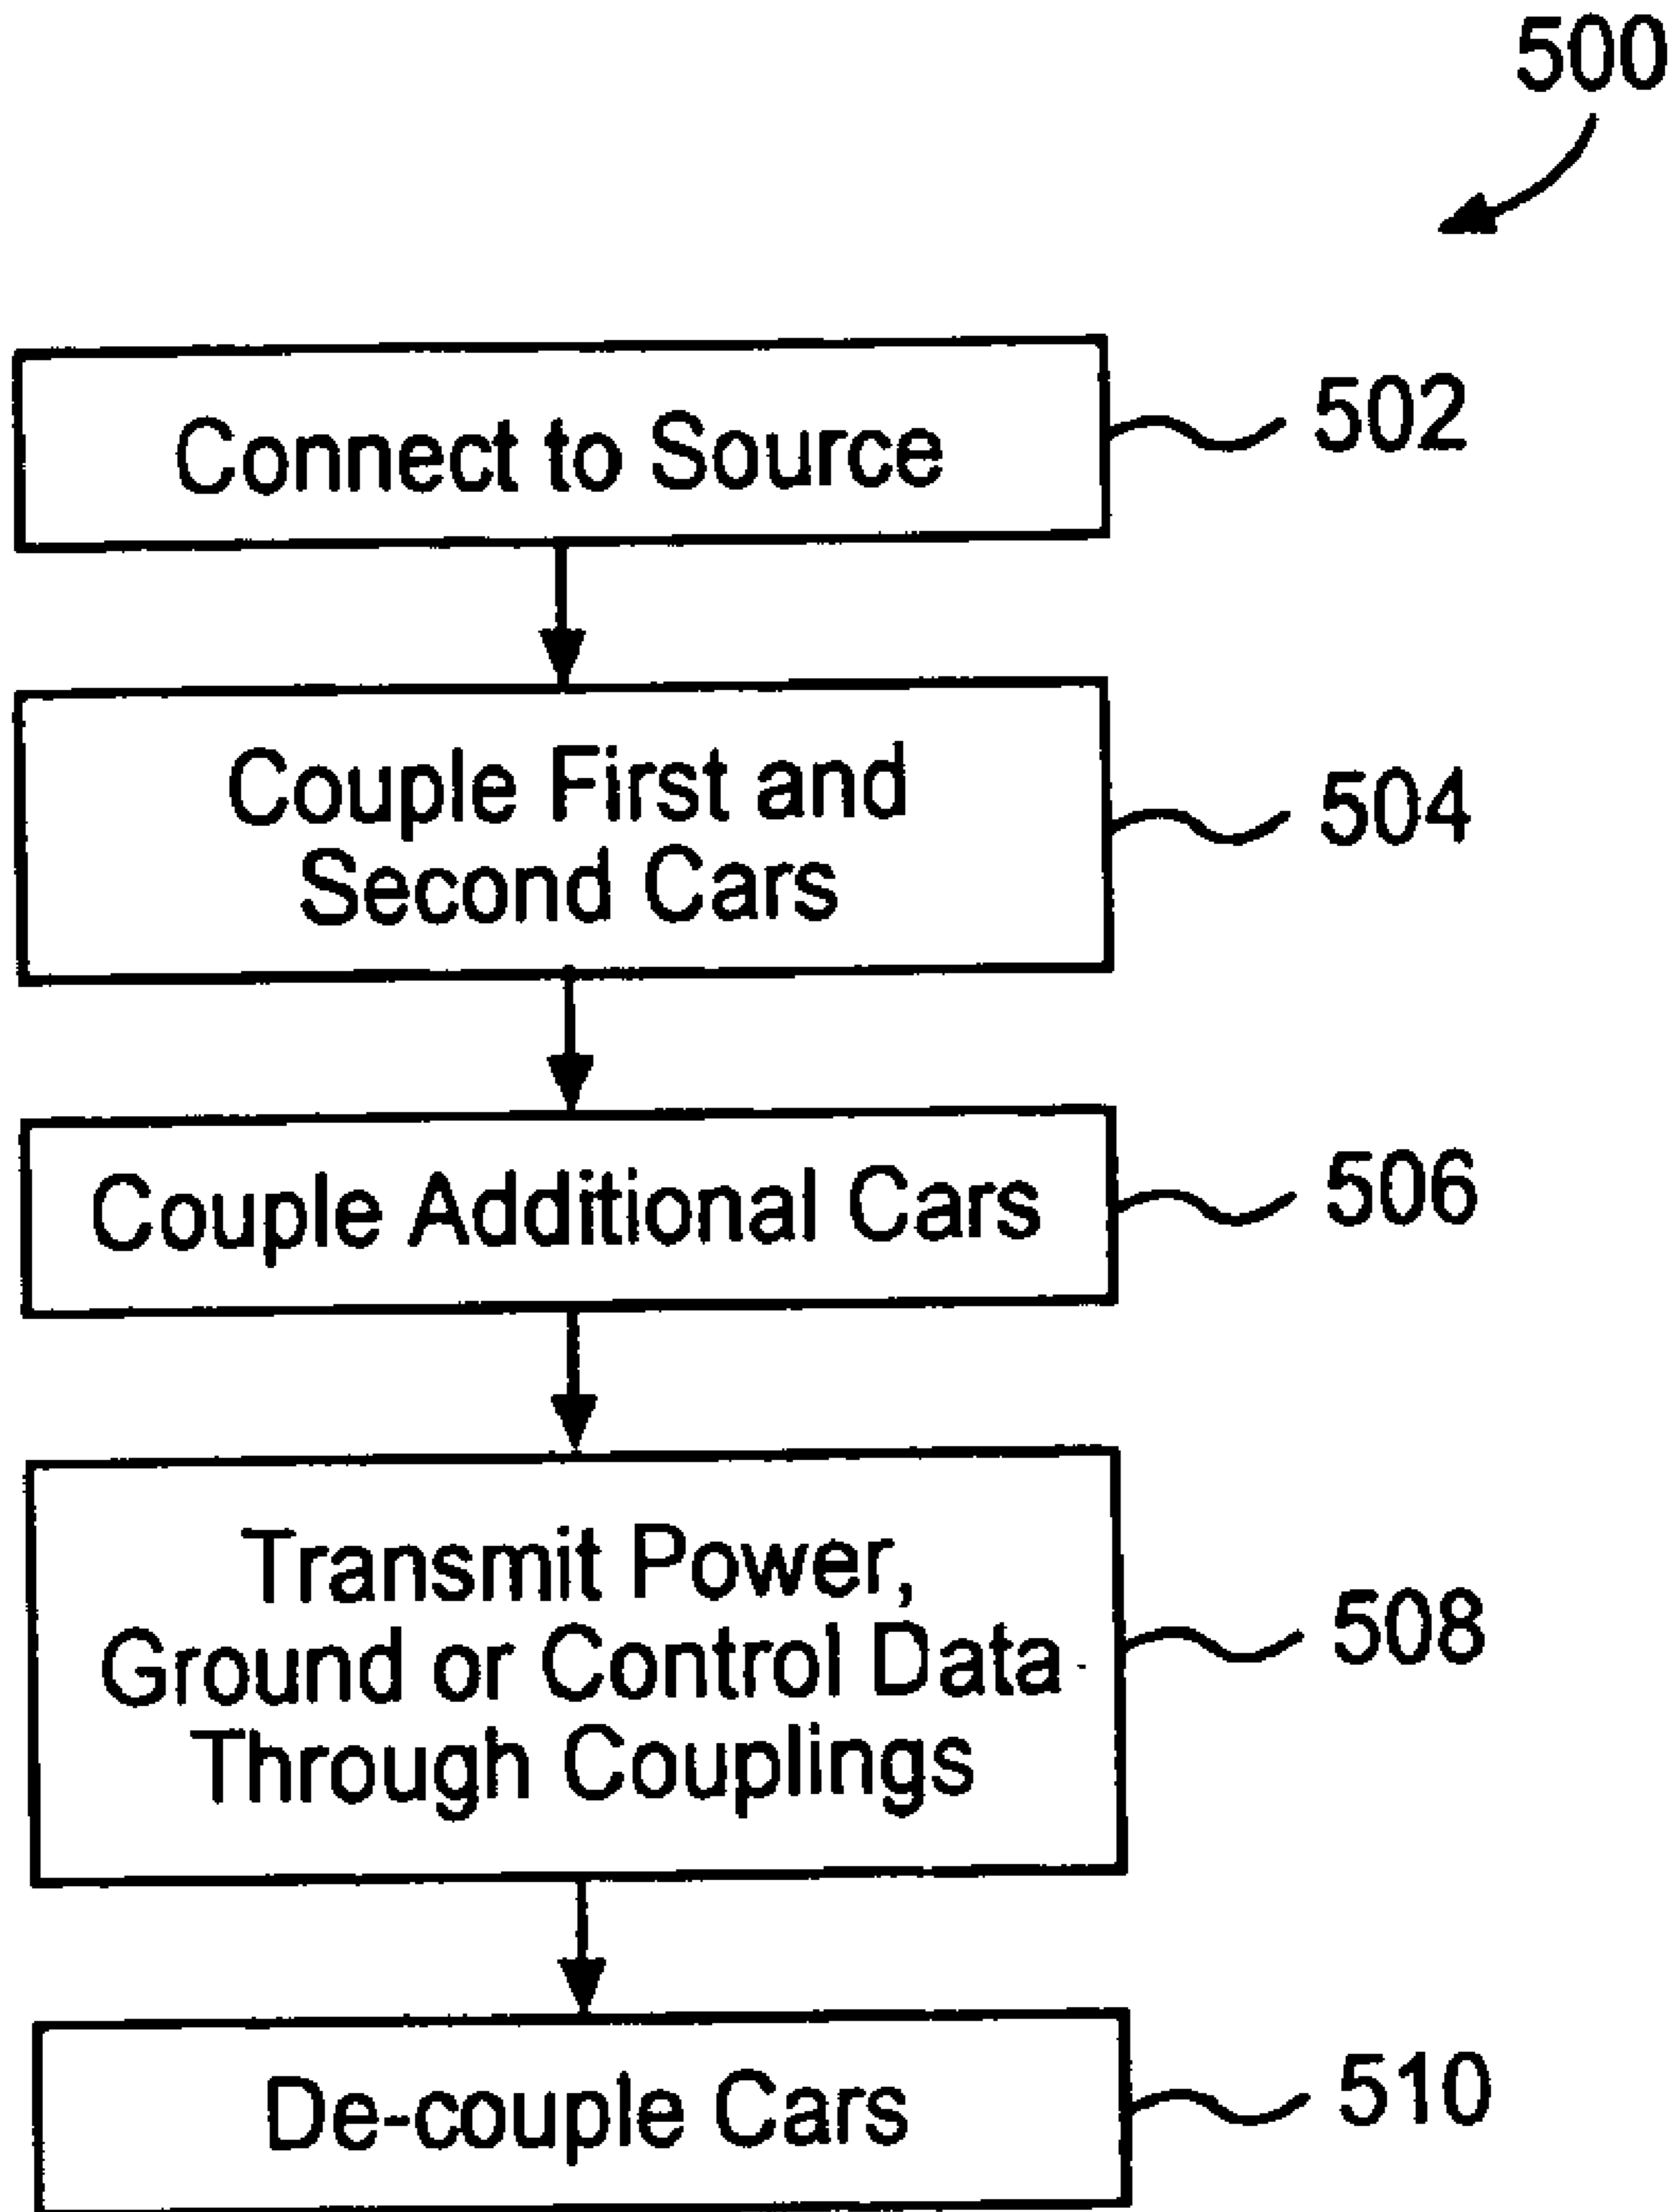 500
Connect to Source
502
Couple First and
Second Cars
504
Couple Additional Cars
506
Transmit Power,
Ground or Control Data
Through Couplings
508
De-couple Cars
510